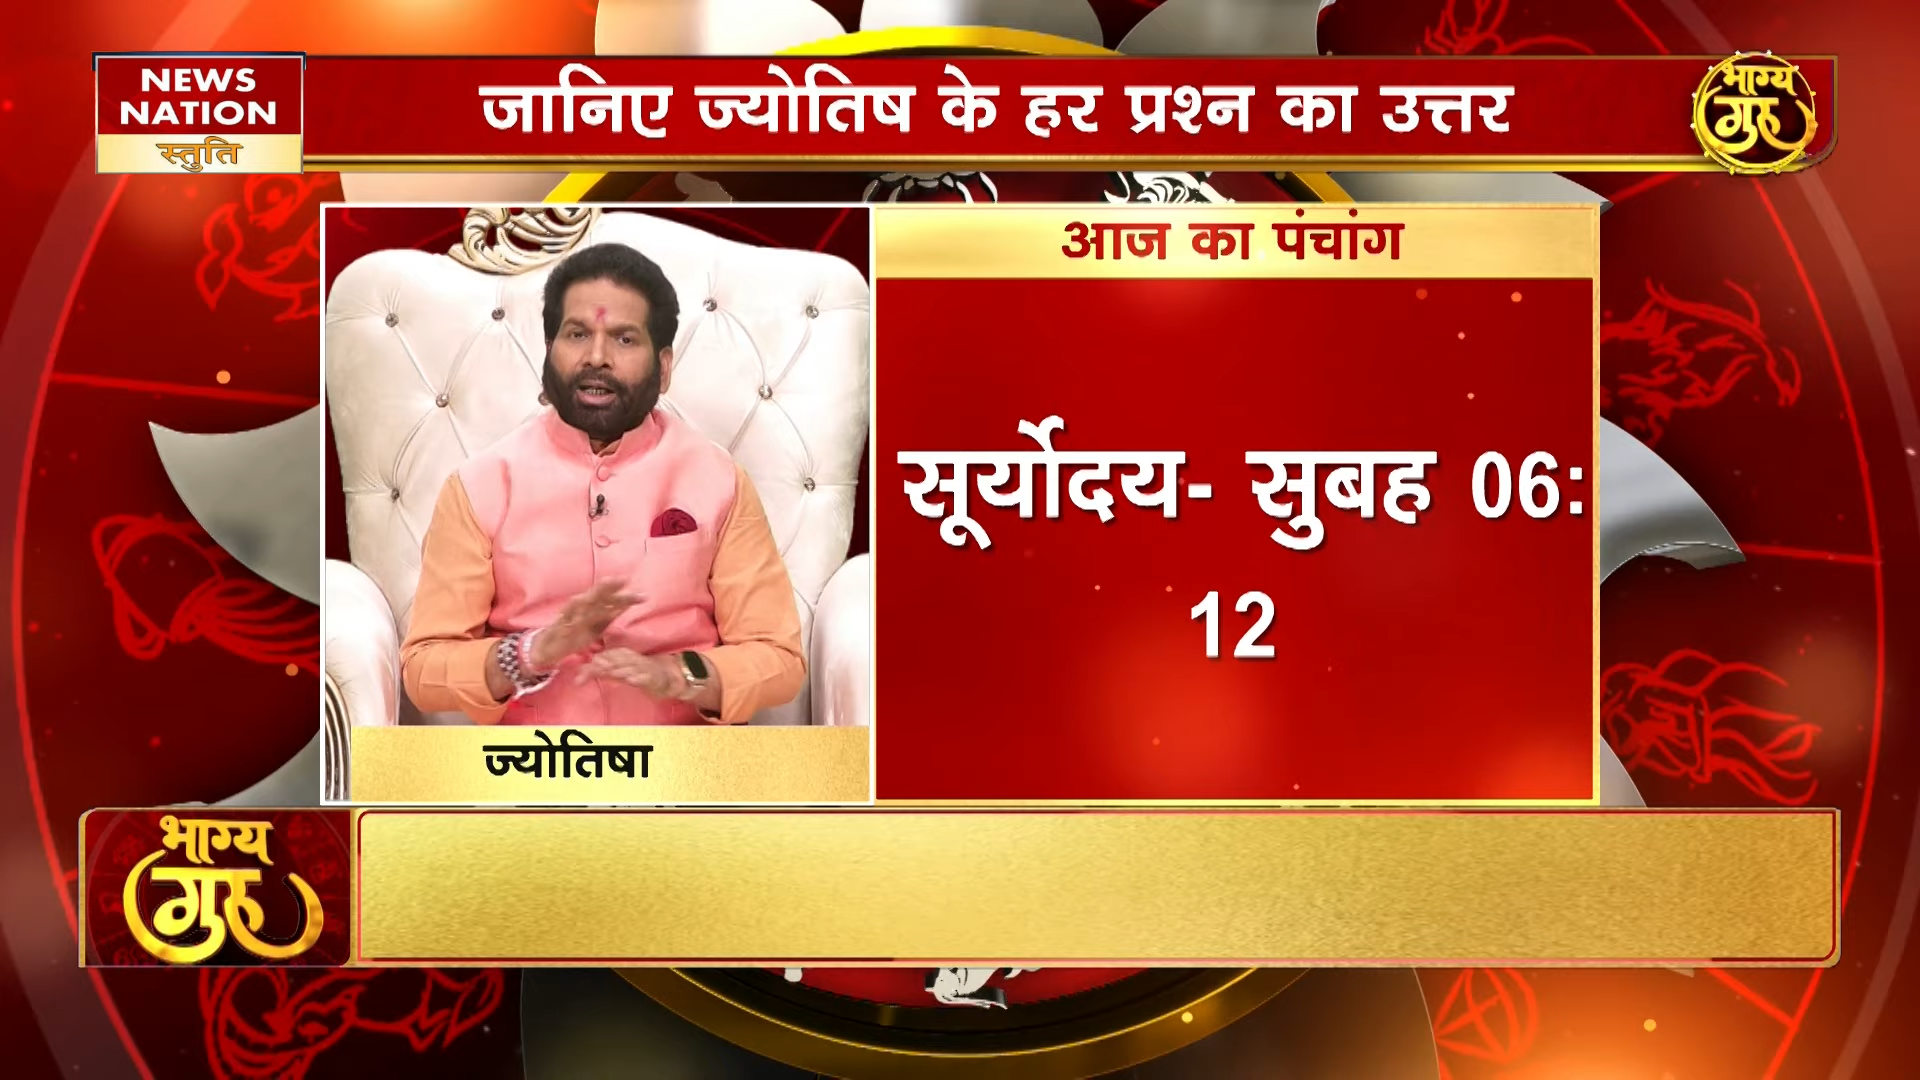 NEWS
NATION
स्तुति
जानिए ज्योतिष के हर प्रश्न का उत्तर
भाग्य
गुरु
आज का पंचांग
सूर्योदय- सुबह 06:
12
ज्योतिषा
भाग्य
गुरु